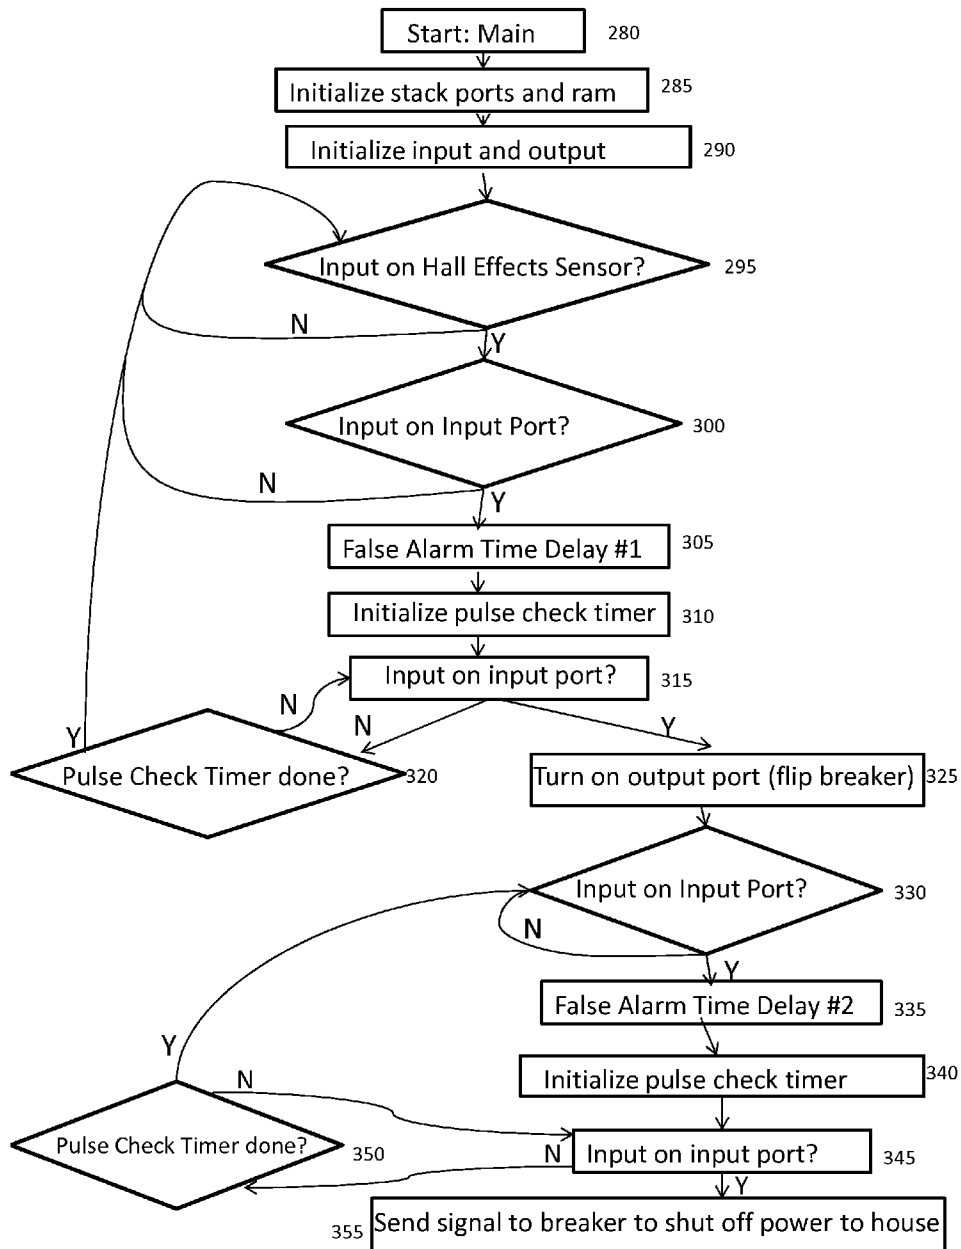 Start: Main 280
Initialize stack ports and ram 285
Initialize input and output 290
Input on Hall Effects Sensor? 295
N
Y
Input on Input Port? 300
N
Y
False Alarm Time Delay #1 305
Initialize pulse check timer 310
Input on input port? 315
N
N
Y
Y
Pulse Check Timer done? 320
Turn on output port (flip breaker) 325
Input on Input Port? 330
N
Y
False Alarm Time Delay #2 335
Y
Initialize pulse check timer 340
N
Pulse Check Timer done? 350
N
Input on input port? 345
Y
355 Send signal to breaker to shut off power to house